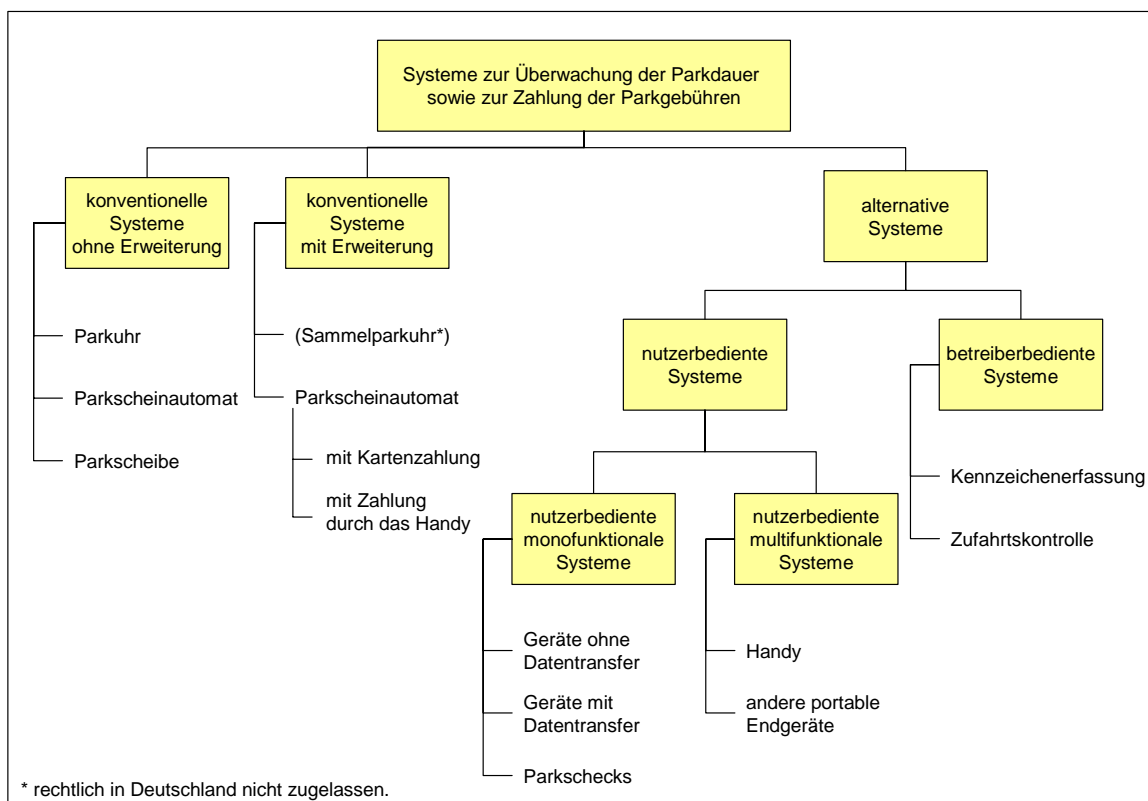 Systeme zur Überwachung der Parkdauer
sowie zur Zahlung der Parkgebühren
konventionelle
Systeme
ohne Erweiterung
Parkuhr
Parkscheinautomat
Parkscheibe
konventionelle
Systeme
mit Erweiterung
(Sammelparkuhr*)
Parkscheinautomat
mit Kartenzahlung
mit Zahlung
durch das Handy
alternative
Systeme
nutzerbediente
Systeme
nutzerbediente
monofunktionale
Systeme
Geräte ohne
Datentransfer
Geräte mit
Datentransfer
Parkschecks
nutzerbediente
multifunktionale
Systeme
Handy
andere portable
Endgeräte
betreiberbediente
Systeme
Kennzeichenerfassung
Zufahrtskontrolle
* rechtlich in Deutschland nicht zugelassen.